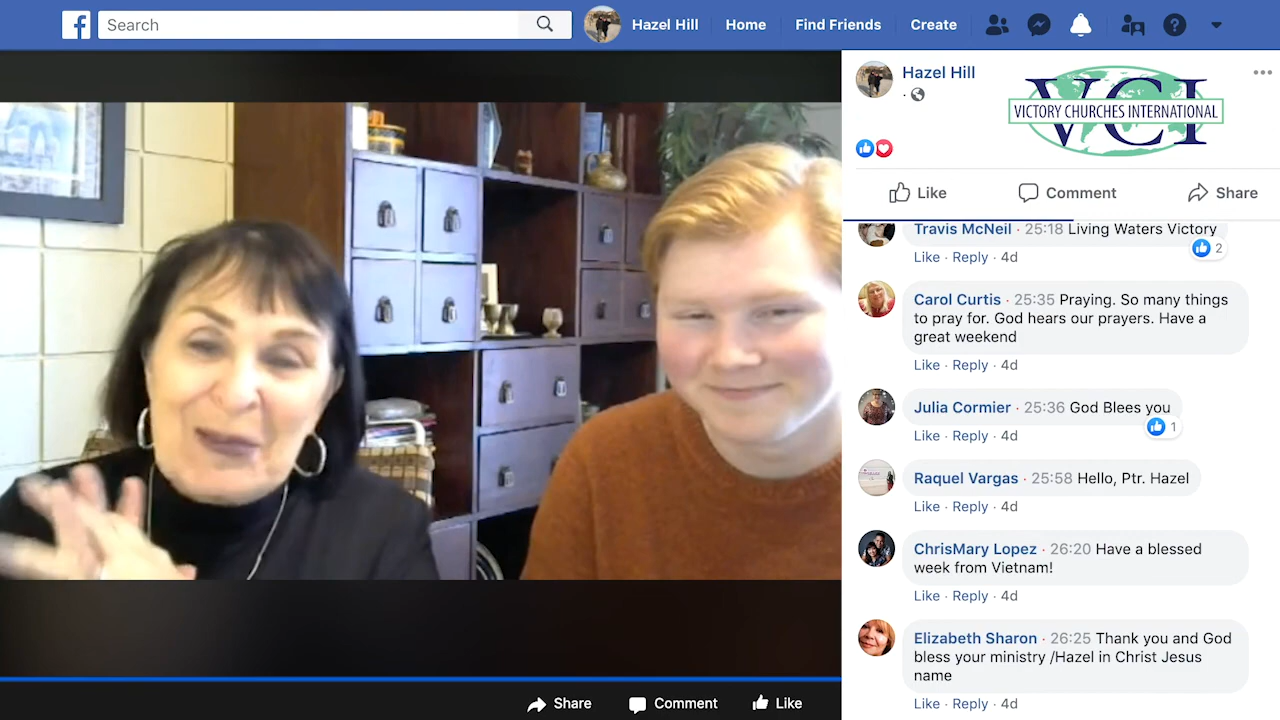 Search
Hazel Hill
Home
Find Friends
Create
Hazel Hill
VCI
VICTORY CHURCHES INTERNATIONAL
Like
Comment
Share
Travis McNeil · 25:18 Living Waters Victory
2
Like · Reply · 4d
Carol Curtis · 25:35 Praying. So many things
to pray for. God hears our prayers. Have a
great weekend
Like · Reply · 4d
Julia Cormier · 25:36 God Blees you
1
Like · Reply · 4d
Raquel Vargas · 25:58 Hello, Ptr. Hazel
Like · Reply · 4d
ChrisMary Lopez · 26:20 Have a blessed
week from Vietnam!
Like · Reply · 4d
Elizabeth Sharon · 26:25 Thank you and God
bless your ministry /Hazel in Christ Jesus
name
Like · Reply · 4d
Share
Comment
Like